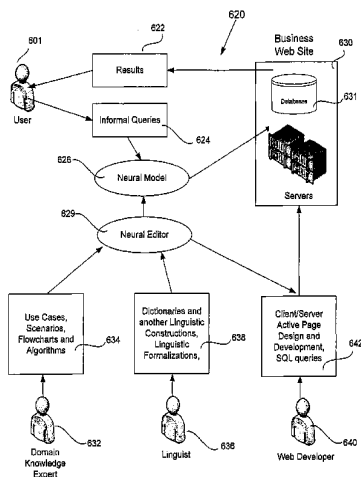 601
622
620
630
Business
Web Site
Results
Databases
631
User
Informal Queries
624
626
Neural Model
Servers
629
Neural Editor
Use Cases,
Scenarios,
Flowcharts and
Algorithms
634
Dictionaries and
another Linguistic
Constructions,
Linguistic
Formalizations,
638
Client/Server
Active Page
Design and
Development,
SQL queries
642
632
636
640
Domain
Knowledge
Expert
Linguist
Web Developer